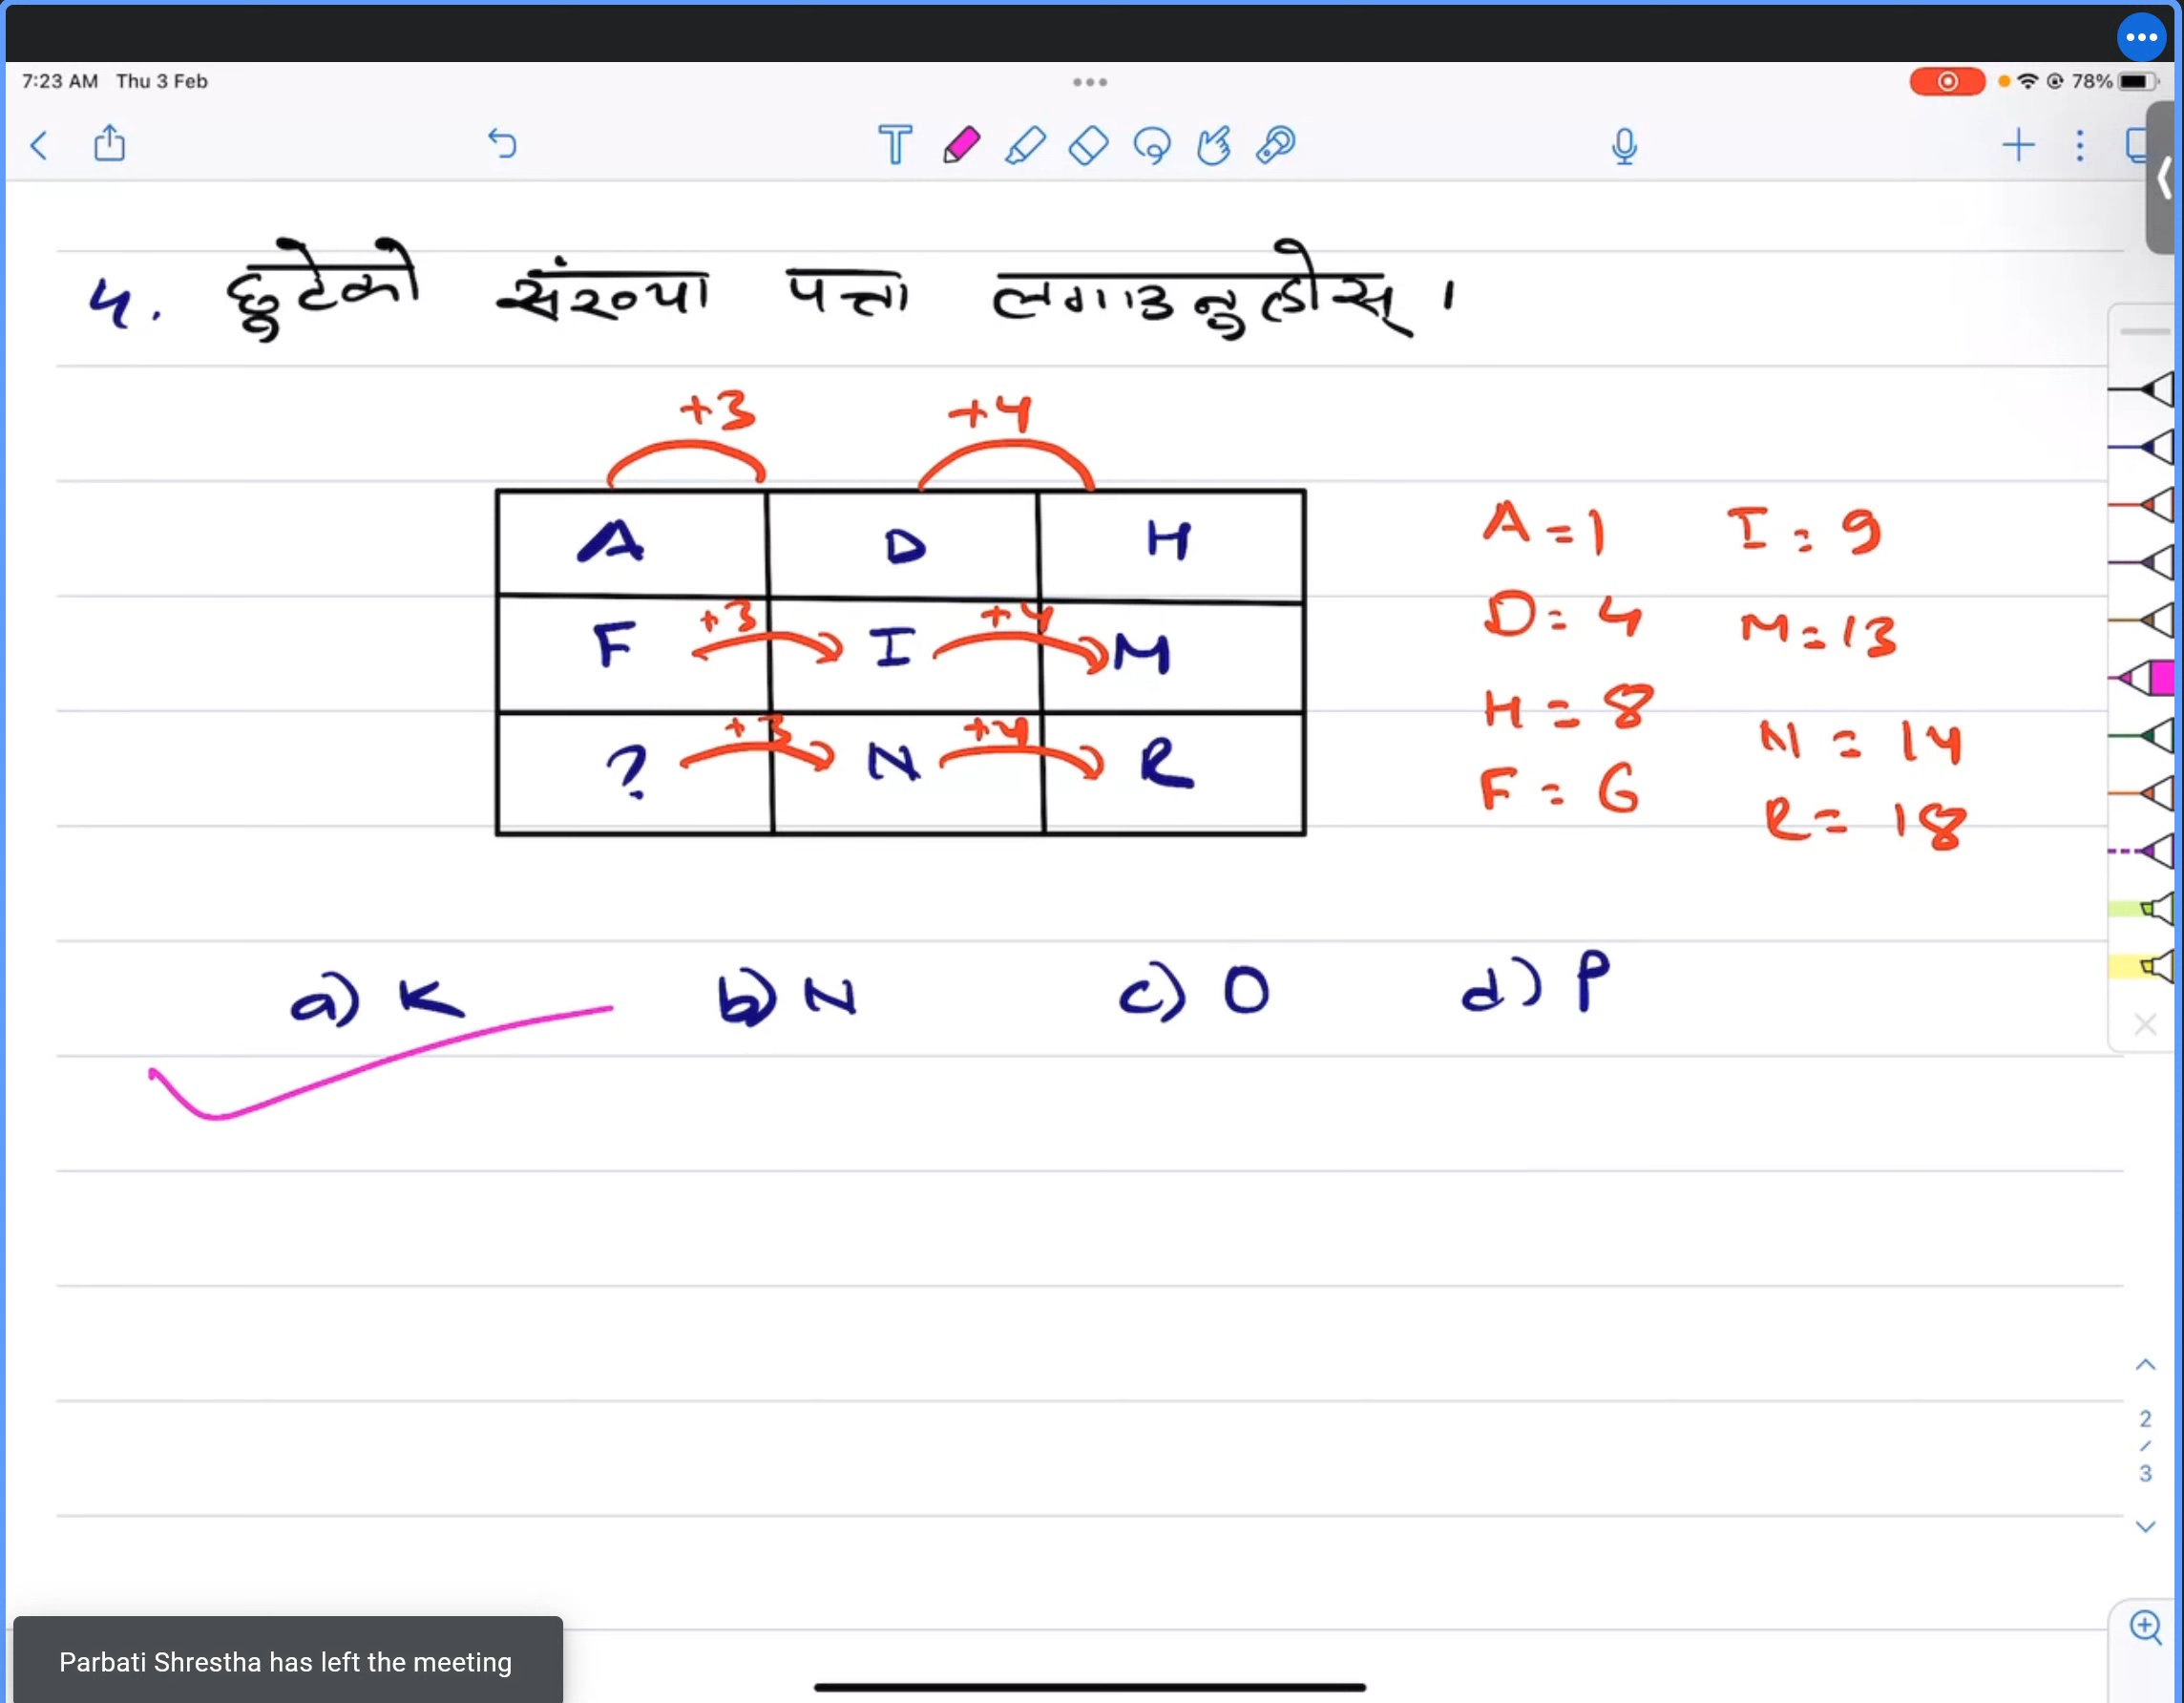 7:23 AM Thu 3 Feb
78%
५. छुटेको संख्या पत्ता लगाउनुहोस् ।
+3 +4
A D H
F +3 I +4 M
? +3 N +4 R
A = 1 I = 9
D = 4 M = 13
H = 8 N = 14
F = 6 R = 18
a) K b) N c) O d) P
2
/
3
Parbati Shrestha has left the meeting